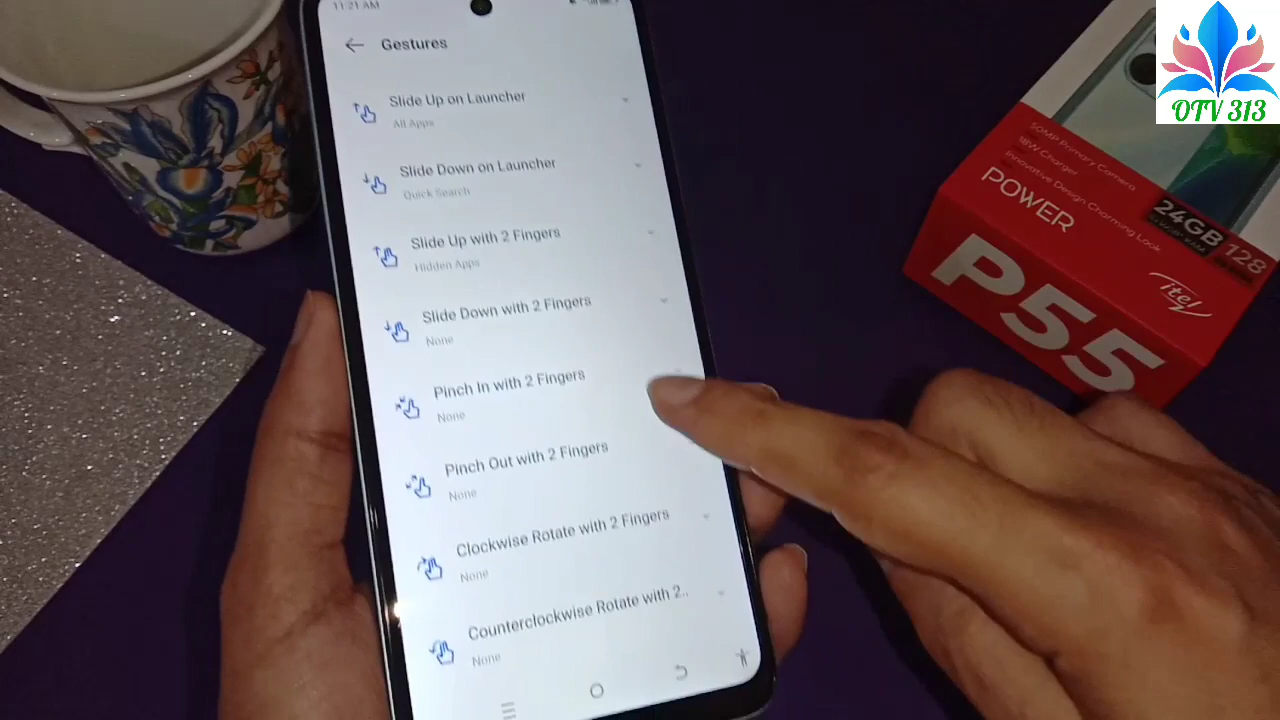 11:21 AM
Gestures
Slide Up on Launcher
All Apps
Slide Down on Launcher
Quick Search
Slide Up with 2 Fingers
Hidden Apps
Slide Down with 2 Fingers
None
Pinch In with 2 Fingers
None
Pinch Out with 2 Fingers
None
Clockwise Rotate with 2 Fingers
None
Counterclockwise Rotate with 2..
None
OTV 313
50MP Primary Camera
18W Charger
Innovative Design, Charming Look
POWER
24GB
128
P55
itel